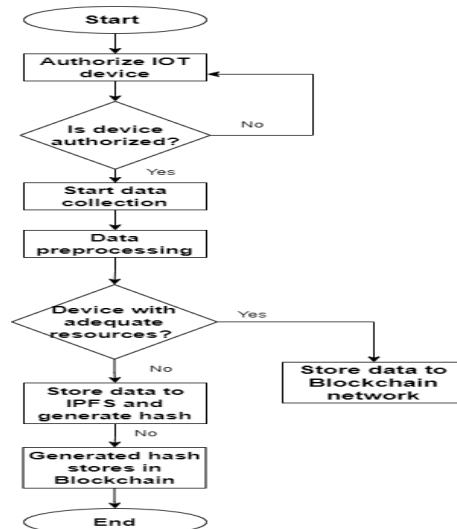 Start
Authorize IOT
device
No
Is device
authorized?
Yes
Start data
collection
Data
preprocessing
Device with
adequate
resources?
Yes
No
Store data to
Blockchain
network
Store data to
IPFS and
generate hash
No
Generated hash
stores in
Blockchain
End